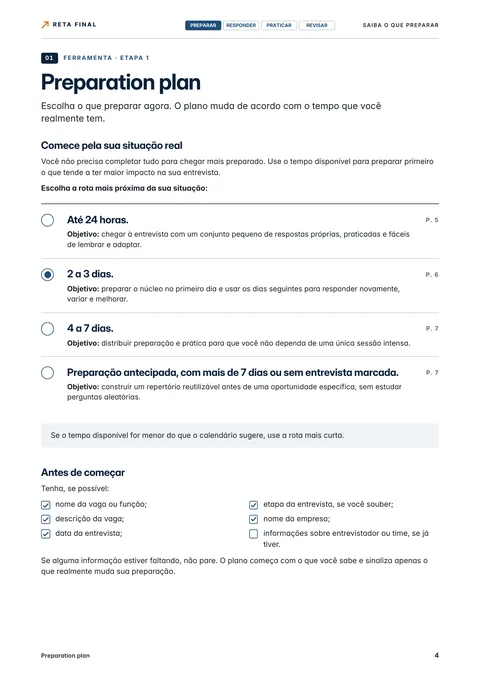 RETA FINAL
PREPARAR
RESPONDER
PRATICAR
REVISAR
SAIBA O QUE PREPARAR
01 FERRAMENTA · ETAPA 1
Preparation plan
Escolha o que preparar agora. O plano muda de acordo com o tempo que você
realmente tem.
Comece pela sua situação real
Você não precisa completar tudo para chegar mais preparado. Use o tempo disponível para preparar primeiro
o que tende a ter maior impacto na sua entrevista.
Escolha a rota mais próxima da sua situação:
Até 24 horas.
P. 5
Objetivo: chegar à entrevista com um conjunto pequeno de respostas próprias, praticadas e fáceis
de lembrar e adaptar.
2 a 3 dias.
P. 6
Objetivo: preparar o núcleo no primeiro dia e usar os dias seguintes para responder novamente,
variar e melhorar.
4 a 7 dias.
P. 7
Objetivo: distribuir preparação e prática para que você não dependa de uma única sessão intensa.
Preparação antecipada, com mais de 7 dias ou sem entrevista marcada.
P. 7
Objetivo: construir um repertório reutilizável antes de uma oportunidade específica, sem estudar
perguntas aleatórias.
Se o tempo disponível for menor do que o calendário sugere, use a rota mais curta.
Antes de começar
Tenha, se possível:
nome da vaga ou função;
descrição da vaga;
data da entrevista;
etapa da entrevista, se você souber;
nome da empresa;
informações sobre entrevistador ou time, se já
tiver.
Se alguma informação estiver faltando, não pare. O plano começa com o que você sabe e sinaliza apenas o
que realmente muda sua preparação.
Preparation plan
4